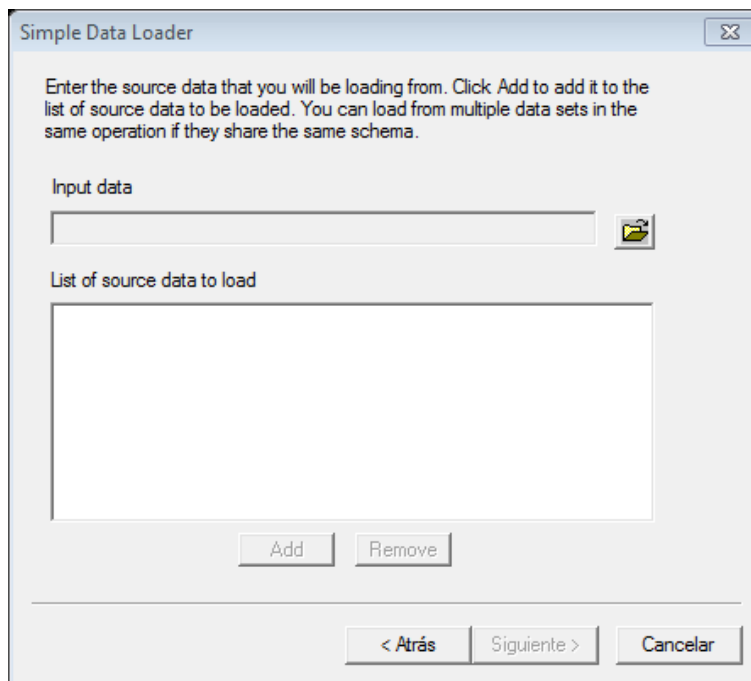 Simple Data Loader
Enter the source data that you will be loading from. Click Add to add it to the
list of source data to be loaded. You can load from multiple data sets in the
same operation if they share the same schema.
Input data
List of source data to load
Add Remove
< Atrás Siguiente > Cancelar